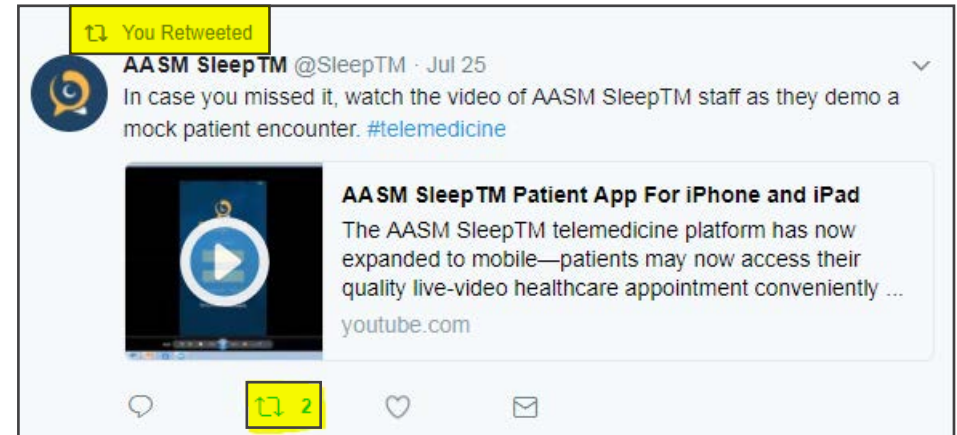 You Retweeted
AASM SleepTM @SleepTM · Jul 25
In case you missed it, watch the video of AASM SleepTM staff as they demo a
mock patient encounter. #telemedicine
AASM SleepTM Patient App For iPhone and iPad
The AASM SleepTM telemedicine platform has now
expanded to mobile—patients may now access their
quality live-video healthcare appointment conveniently ...
youtube.com
2